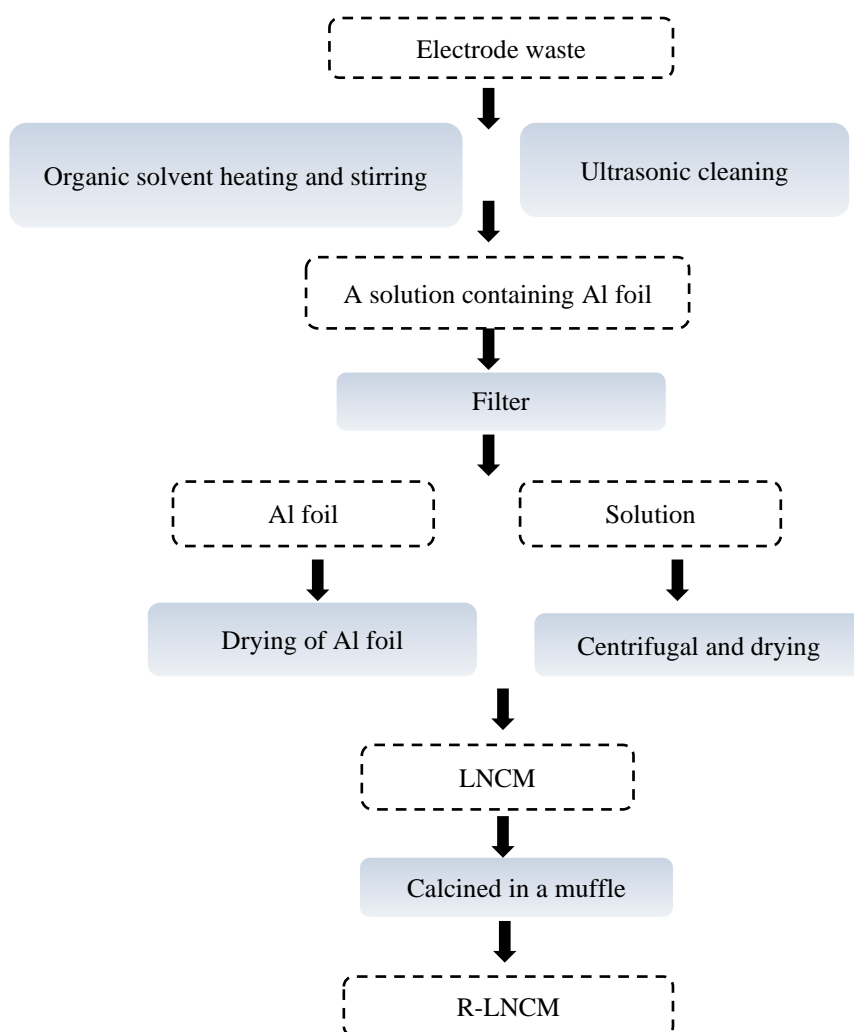 Electrode waste
Organic solvent heating and stirring
Ultrasonic cleaning
A solution containing Al foil
Filter
Al foil
Solution
Drying of Al foil
Centrifugal and drying
LNCM
Calcined in a muffle
R-LNCM